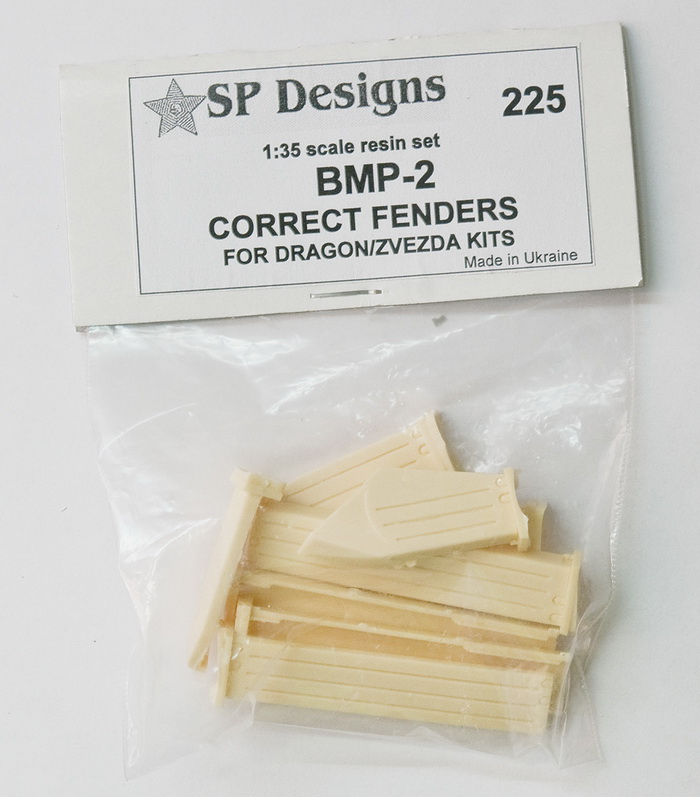 SP Designs
225
1:35 scale resin set
BMP-2
CORRECT FENDERS
FOR DRAGON/ZVEZDA KITS
Made in Ukraine